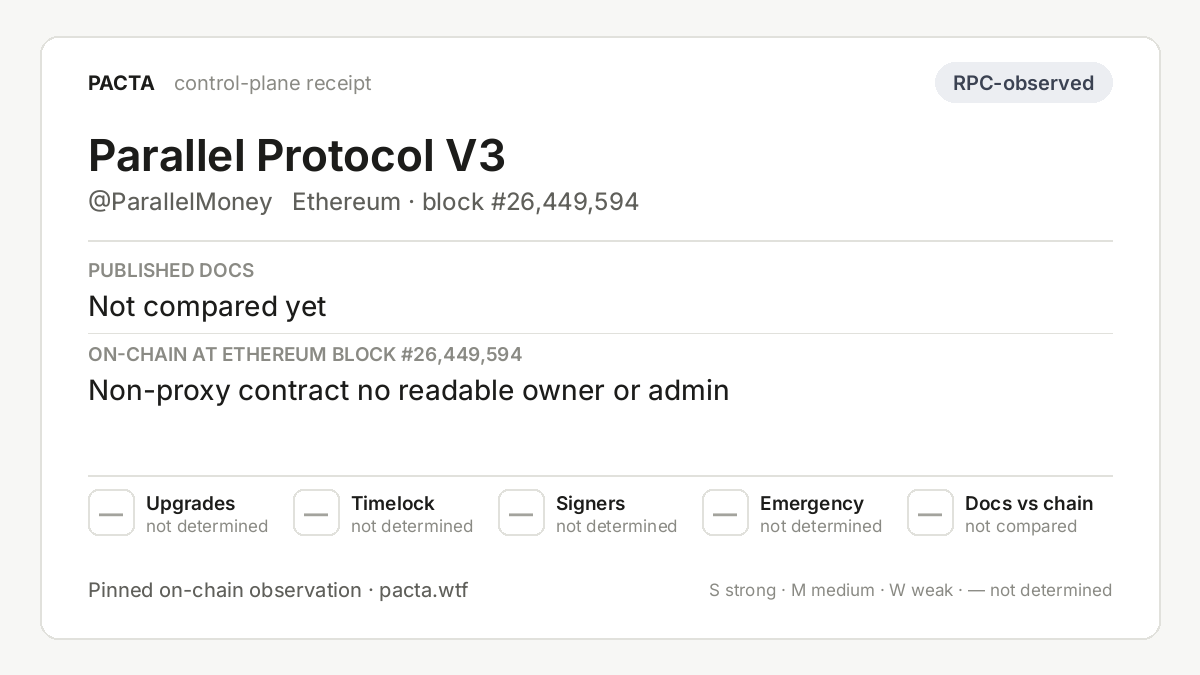 PACTA control-plane receipt RPC-observed
Parallel Protocol V3
@ParallelMoney Ethereum · block #26,449,594
PUBLISHED DOCS
Not compared yet
ON-CHAIN AT ETHEREUM BLOCK #26,449,594
Non-proxy contract no readable owner or admin
— Upgrades — Timelock — Signers — Emergency — Docs vs chain
not determined not determined not determined not determined not compared
Pinned on-chain observation · pacta.wtf S strong · M medium · W weak · — not determined